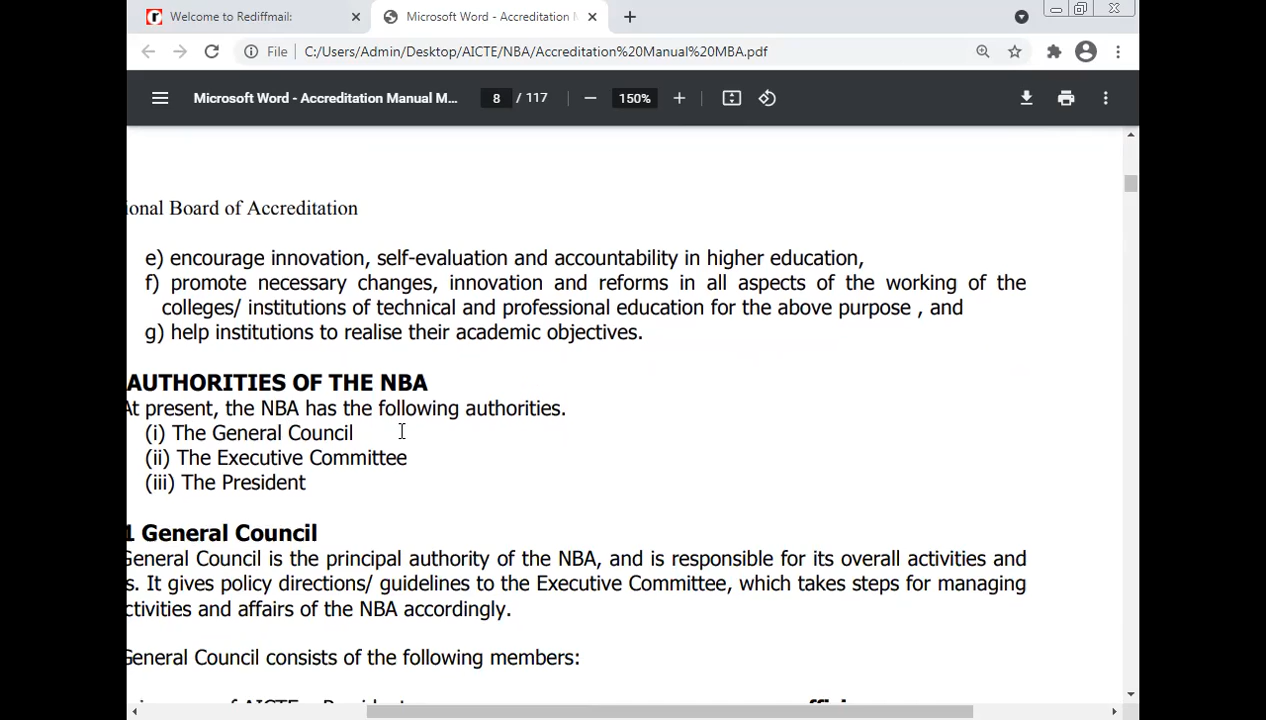 Welcome to Rediffmail:
Microsoft Word - Accreditation
File C:/Users/Admin/Desktop/AICTE/NBA/Accreditation%20Manual%20MBA.pdf
Microsoft Word - Accreditation Manual M... 8 / 117 150%
ional Board of Accreditation
e) encourage innovation, self-evaluation and accountability in higher education,
f) promote necessary changes, innovation and reforms in all aspects of the working of the
colleges/ institutions of technical and professional education for the above purpose , and
g) help institutions to realise their academic objectives.
AUTHORITIES OF THE NBA
At present, the NBA has the following authorities.
(i) The General Council
(ii) The Executive Committee
(iii) The President
1 General Council
General Council is the principal authority of the NBA, and is responsible for its overall activities and
s. It gives policy directions/ guidelines to the Executive Committee, which takes steps for managing
ctivities and affairs of the NBA accordingly.
General Council consists of the following members:
of AICTE